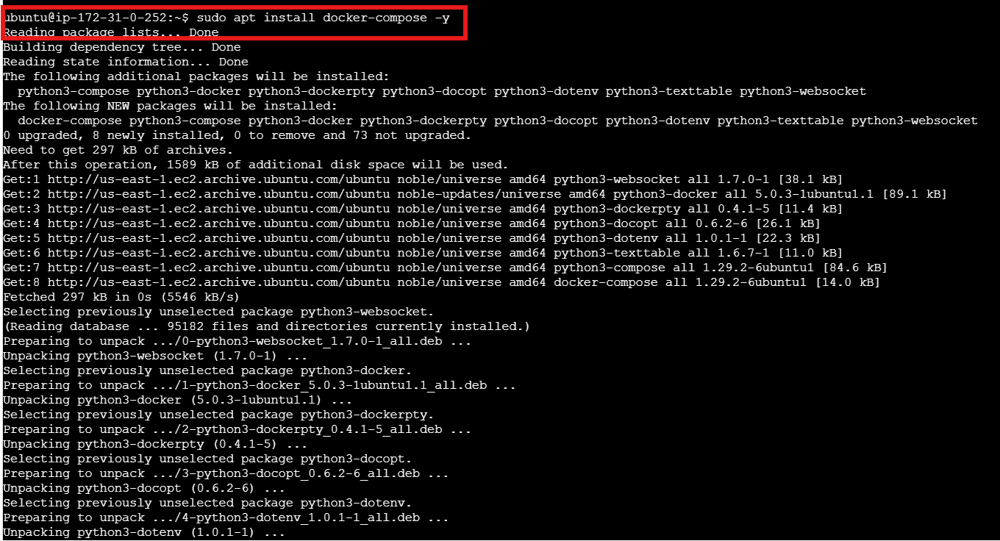 ubuntu@ip-172-31-0-252:~$ sudo apt install docker-compose -y
Reading package lists... Done
Building dependency tree... Done
Reading state information... Done
The following additional packages will be installed:
  python3-compose python3-docker python3-dockerpty python3-docopt python3-dotenv python3-texttable python3-websocket
The following NEW packages will be installed:
  docker-compose python3-compose python3-docker python3-dockerpty python3-docopt python3-dotenv python3-texttable python3-websocket
0 upgraded, 8 newly installed, 0 to remove and 73 not upgraded.
Need to get 297 kB of archives.
After this operation, 1589 kB of additional disk space will be used.
Get:1 http://us-east-1.ec2.archive.ubuntu.com/ubuntu noble/universe amd64 python3-websocket all 1.7.0-1 [38.1 kB]
Get:2 http://us-east-1.ec2.archive.ubuntu.com/ubuntu noble-updates/universe amd64 python3-docker all 5.0.3-1ubuntu1.1 [89.1 kB]
Get:3 http://us-east-1.ec2.archive.ubuntu.com/ubuntu noble/universe amd64 python3-dockerpty all 0.4.1-5 [11.4 kB]
Get:4 http://us-east-1.ec2.archive.ubuntu.com/ubuntu noble/universe amd64 python3-docopt all 0.6.2-6 [26.1 kB]
Get:5 http://us-east-1.ec2.archive.ubuntu.com/ubuntu noble/universe amd64 python3-dotenv all 1.0.1-1 [22.3 kB]
Get:6 http://us-east-1.ec2.archive.ubuntu.com/ubuntu noble/universe amd64 python3-texttable all 1.6.7-1 [11.0 kB]
Get:7 http://us-east-1.ec2.archive.ubuntu.com/ubuntu noble/universe amd64 python3-compose all 1.29.2-6ubuntu1 [84.6 kB]
Get:8 http://us-east-1.ec2.archive.ubuntu.com/ubuntu noble/universe amd64 docker-compose all 1.29.2-6ubuntu1 [14.0 kB]
Fetched 297 kB in 0s (5546 kB/s)
Selecting previously unselected package python3-websocket.
(Reading database ... 95182 files and directories currently installed.)
Preparing to unpack .../0-python3-websocket_1.7.0-1_all.deb ...
Unpacking python3-websocket (1.7.0-1) ...
Selecting previously unselected package python3-docker.
Preparing to unpack .../1-python3-docker_5.0.3-1ubuntu1.1_all.deb ...
Unpacking python3-docker (5.0.3-1ubuntu1.1) ...
Selecting previously unselected package python3-dockerpty.
Preparing to unpack .../2-python3-dockerpty_0.4.1-5_all.deb ...
Unpacking python3-dockerpty (0.4.1-5) ...
Selecting previously unselected package python3-docopt.
Preparing to unpack .../3-python3-docopt_0.6.2-6_all.deb ...
Unpacking python3-docopt (0.6.2-6) ...
Selecting previously unselected package python3-dotenv.
Preparing to unpack .../4-python3-dotenv_1.0.1-1_all.deb ...
Unpacking python3-dotenv (1.0.1-1) ...